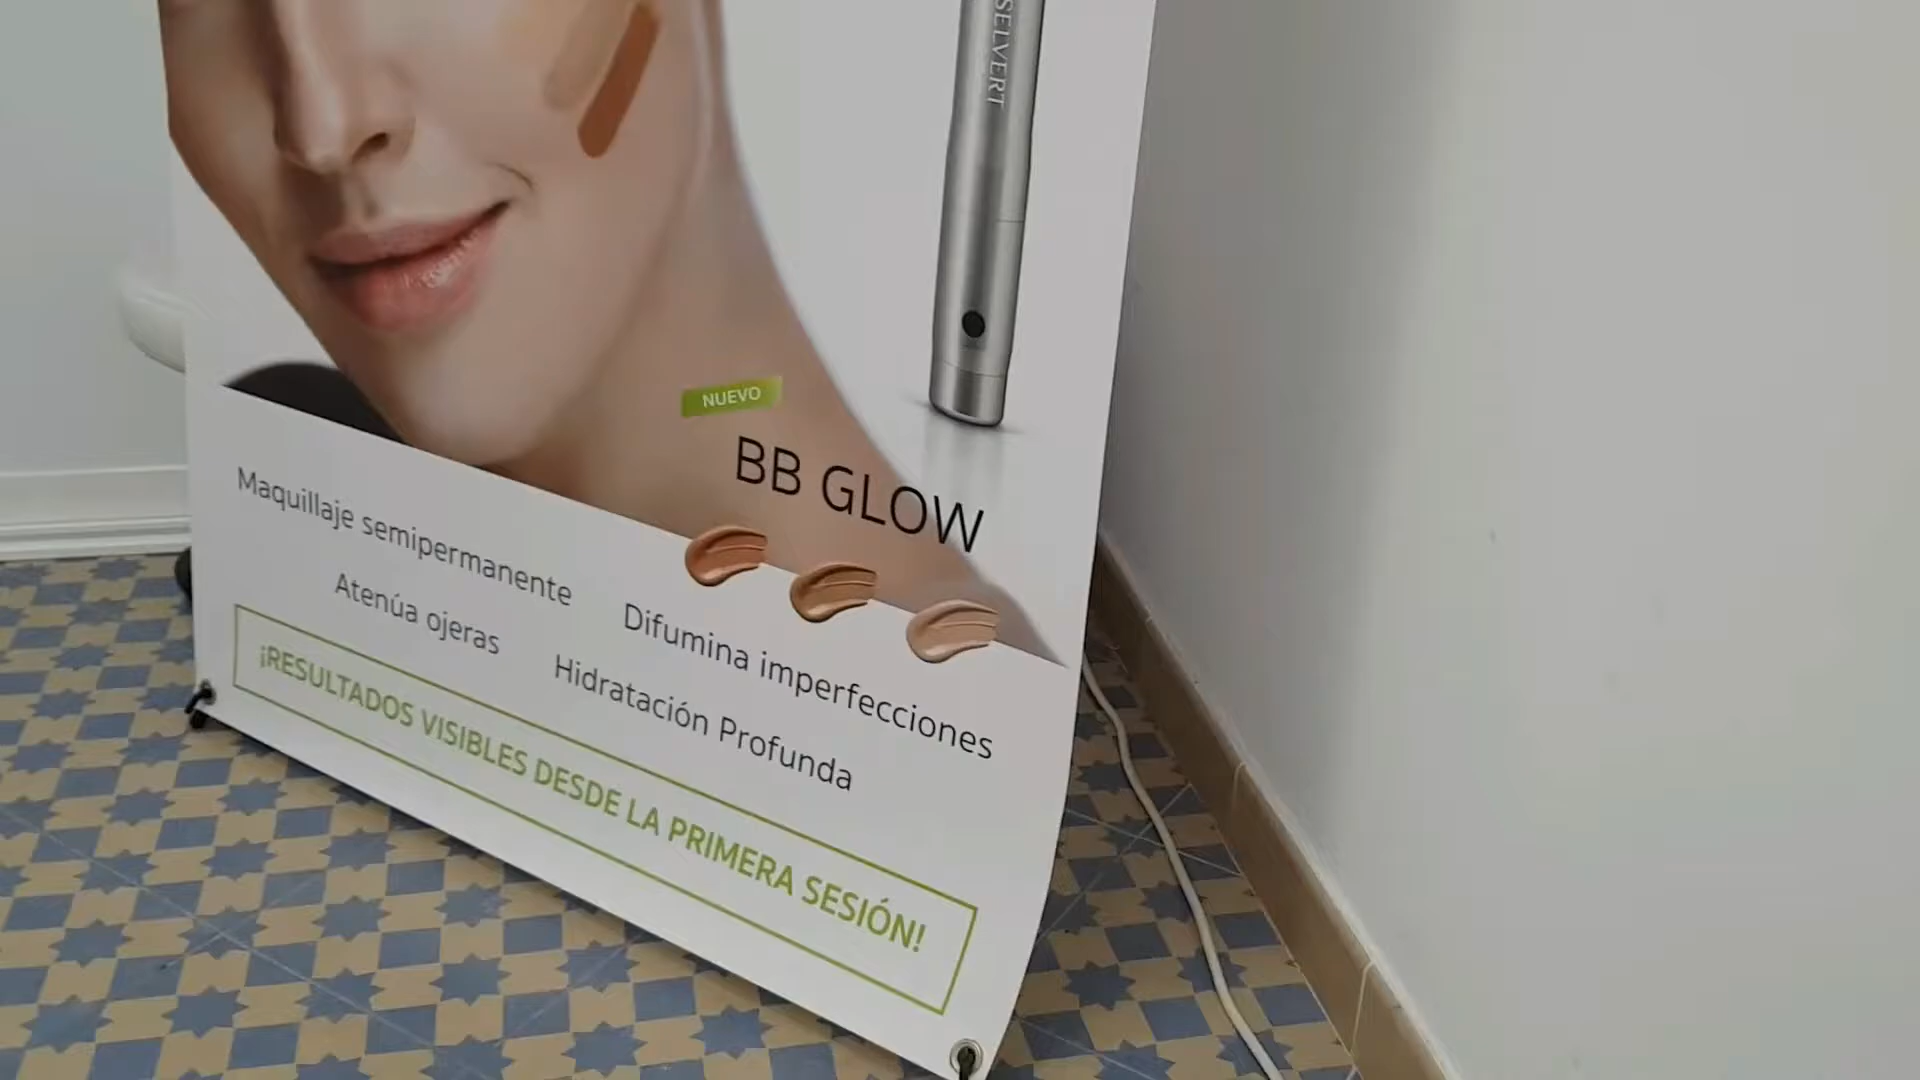 SELVERT
NUEVO
BB GLOW
Maquillaje semipermanente
Difumina imperfecciones
Atenúa ojeras
Hidratación Profunda
¡RESULTADOS VISIBLES DESDE LA PRIMERA SESIÓN!